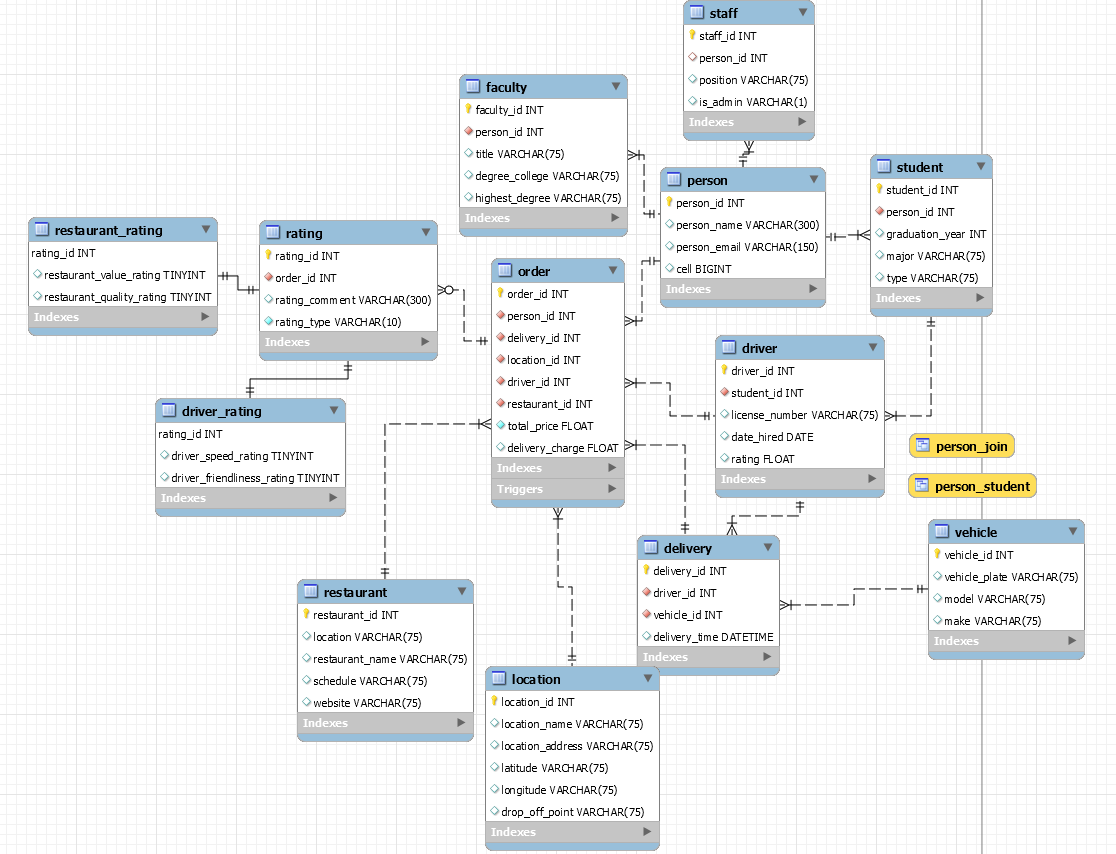 staff
staff_id INT
person_id INT
position VARCHAR(75)
is_admin VARCHAR(1)
Indexes
faculty
faculty_id INT
person_id INT
title VARCHAR(75)
degree_college VARCHAR(75)
highest_degree VARCHAR(75)
Indexes
person
person_id INT
person_name VARCHAR(300)
person_email VARCHAR(150)
cell BIGINT
Indexes
student
student_id INT
person_id INT
graduation_year INT
major VARCHAR(75)
type VARCHAR(75)
Indexes
restaurant_rating
rating_id INT
restaurant_value_rating TINYINT
restaurant_quality_rating TINYINT
Indexes
rating
rating_id INT
order_id INT
rating_comment VARCHAR(300)
rating_type VARCHAR(10)
Indexes
order
order_id INT
person_id INT
delivery_id INT
location_id INT
driver_id INT
restaurant_id INT
total_price FLOAT
delivery_charge FLOAT
Indexes
Triggers
driver
driver_id INT
student_id INT
license_number VARCHAR(75)
date_hired DATE
rating FLOAT
Indexes
driver_rating
rating_id INT
driver_speed_rating TINYINT
driver_friendliness_rating TINYINT
Indexes
person_join
person_student
vehicle
vehicle_id INT
vehicle_plate VARCHAR(75)
model VARCHAR(75)
make VARCHAR(75)
Indexes
delivery
delivery_id INT
driver_id INT
vehicle_id INT
delivery_time DATETIME
Indexes
restaurant
restaurant_id INT
location VARCHAR(75)
restaurant_name VARCHAR(75)
schedule VARCHAR(75)
website VARCHAR(75)
Indexes
location
location_id INT
location_name VARCHAR(75)
location_address VARCHAR(75)
latitude VARCHAR(75)
longitude VARCHAR(75)
drop_off_point VARCHAR(75)
Indexes